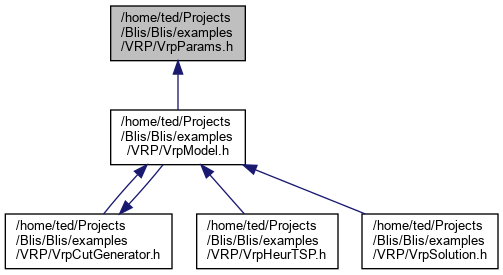 /home/ted/Projects
/Blis/Blis/examples
/VRP/VrpParams.h
/home/ted/Projects
/Blis/Blis/examples
/VRP/VrpModel.h
/home/ted/Projects
/Blis/Blis/examples
/VRP/VrpCutGenerator.h
/home/ted/Projects
/Blis/Blis/examples
/VRP/VrpHeurTSP.h
/home/ted/Projects
/Blis/Blis/examples
/VRP/VrpSolution.h